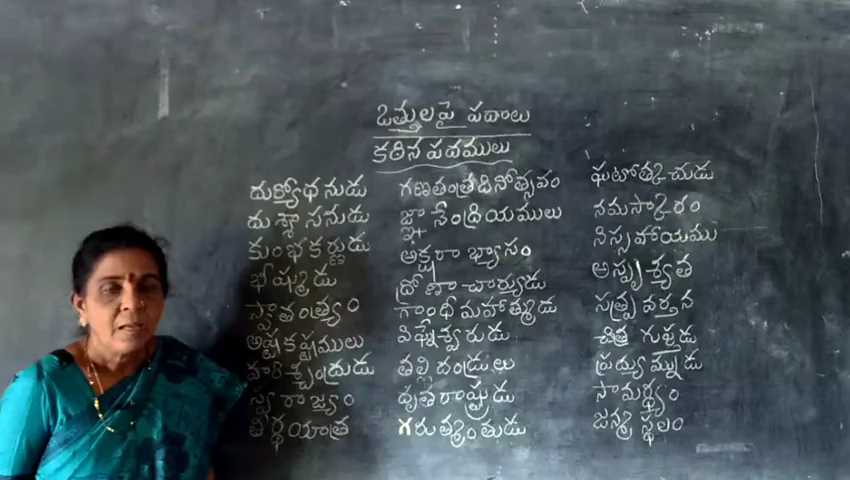 ఒత్తులపై పదాలు
కఠిన పదములు
దుర్యోధనుడు గణతంత్రదినోత్సవం ఘటోత్కచుడు
దుశ్శాసనుడు జ్ఞానేంద్రియములు నమస్కారం
కుంభకర్ణుడు అక్షరాభ్యాసం నిస్సహాయము
భీష్ముడు ద్రోణాచార్యుడు అస్పృశ్యత
స్వాతంత్ర్యం గాంధీమహాత్ముడు సత్ప్రవర్తన
అష్టకష్టములు విఘ్నేశ్వరుడు చిత్రగుప్తుడు
హరిశ్చంద్రుడు తల్లిదండ్రులు ప్రద్యుమ్నుడు
స్వరాజ్యం ధృతరాష్ట్రుడు సామర్థ్యం
తీర్థయాత్ర గరుత్మంతుడు జన్మస్థలం